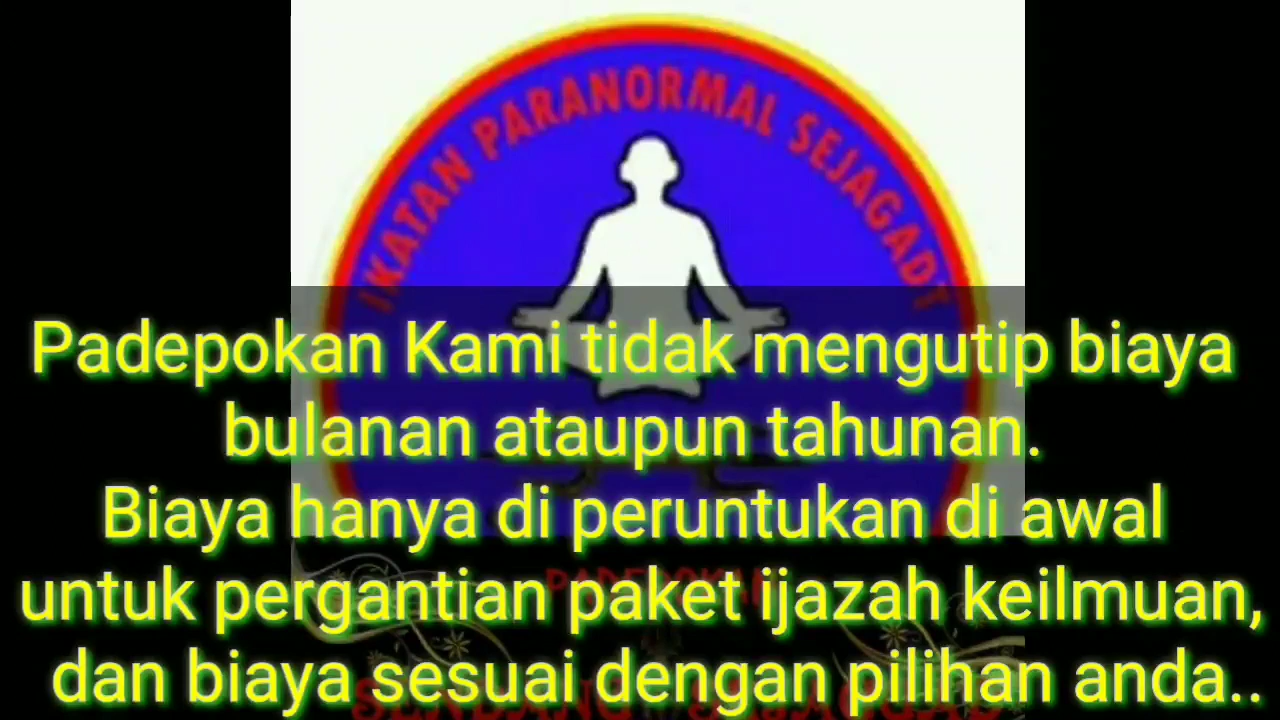 IKATAN PARANORMAL SEJAGADT
Padepokan Kami tidak mengutip biaya
bulanan ataupun tahunan.
Biaya hanya di peruntukan di awal
untuk pergantian paket ijazah keilmuan,
dan biaya sesuai dengan pilihan anda..
PADEPOKAN